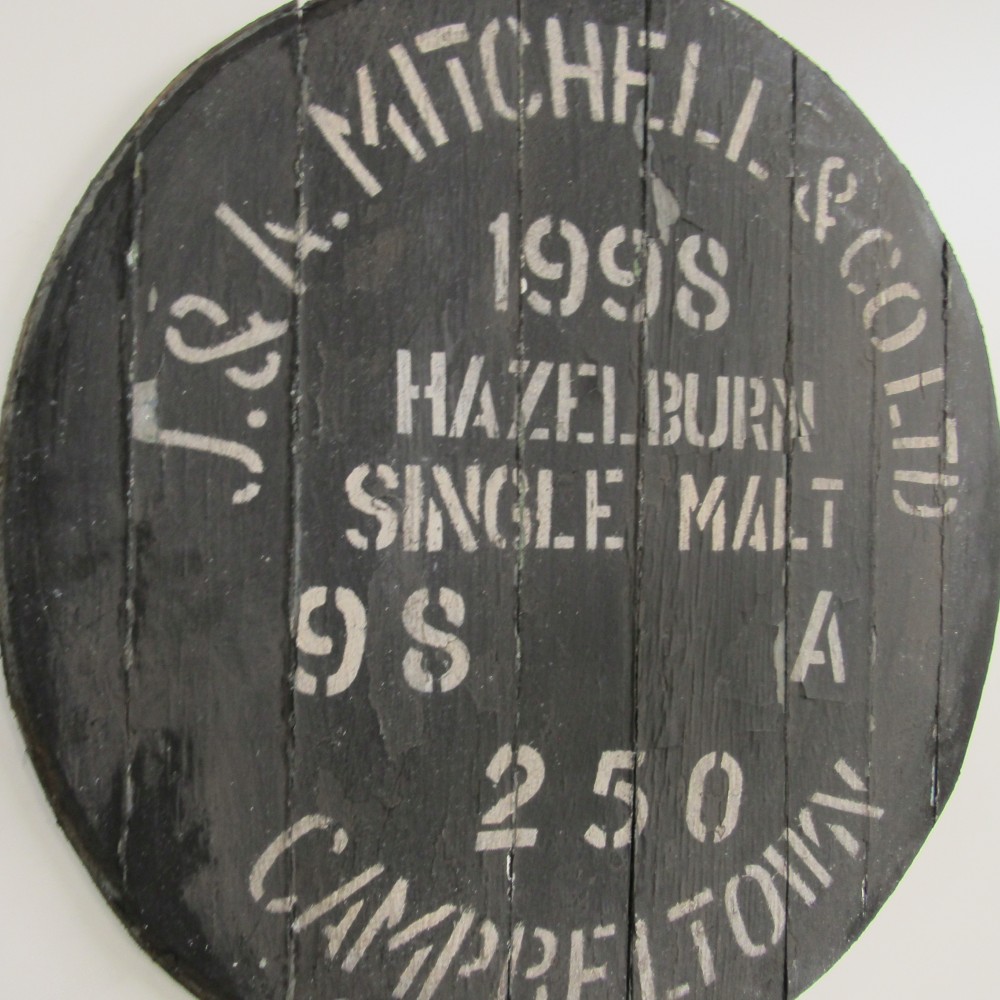 J. & A. MITCHELL & CO LTD
1998
HAZELBURN
SINGLE MALT
98 A
250
CAMPBELTOWN